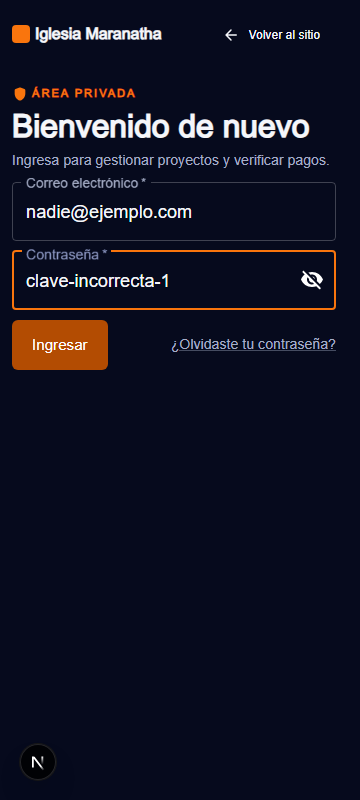 Iglesia Maranatha
Volver al sitio
ÁREA PRIVADA
Bienvenido de nuevo
Ingresa para gestionar proyectos y verificar pagos.
Correo electrónico *
nadie@ejemplo.com
Contraseña *
clave-incorrecta-1
Ingresar
¿Olvidaste tu contraseña?
N